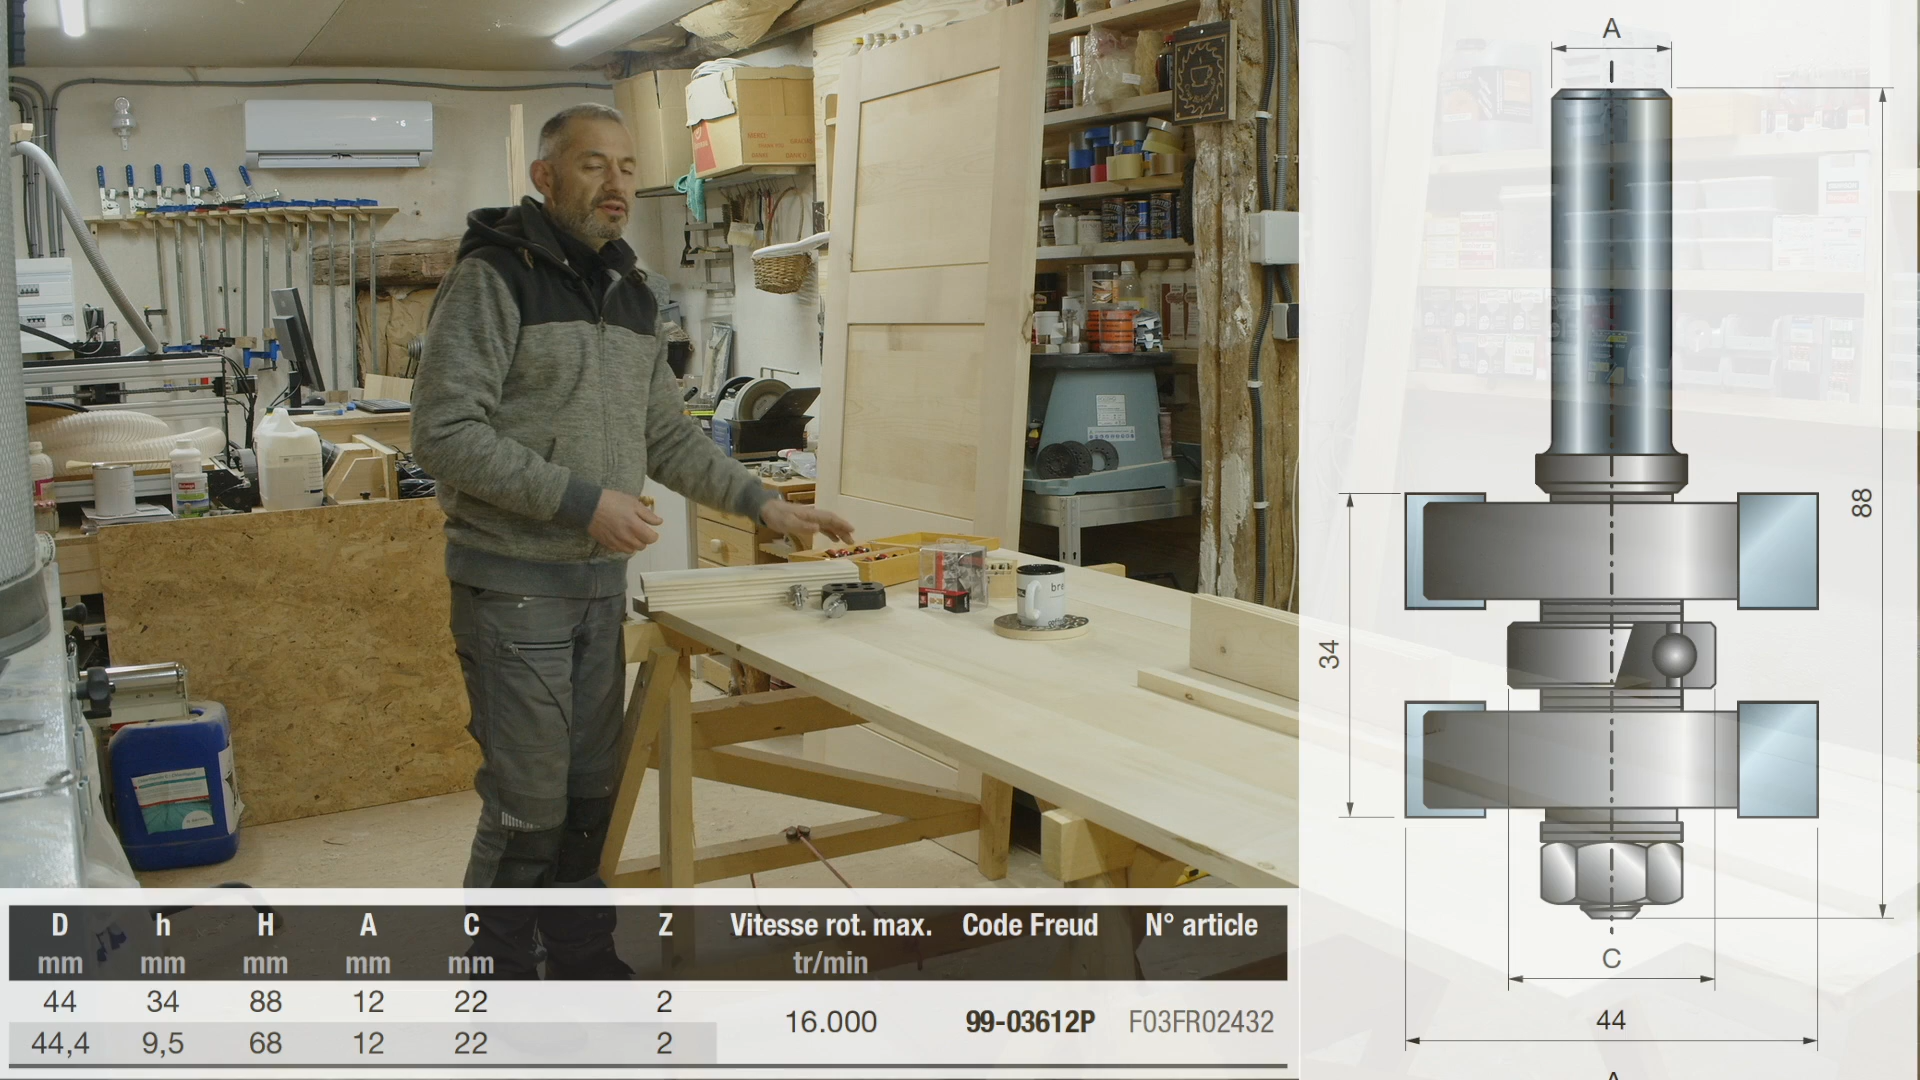 A
88
34
C
44
A
bre
D h H A C Z Vitesse rot. max. Code Freud N° article
mm mm mm mm mm tr/min
44 34 88 12 22 2
16.000 99-03612P F03FR02432
44,4 9,5 68 12 22 2